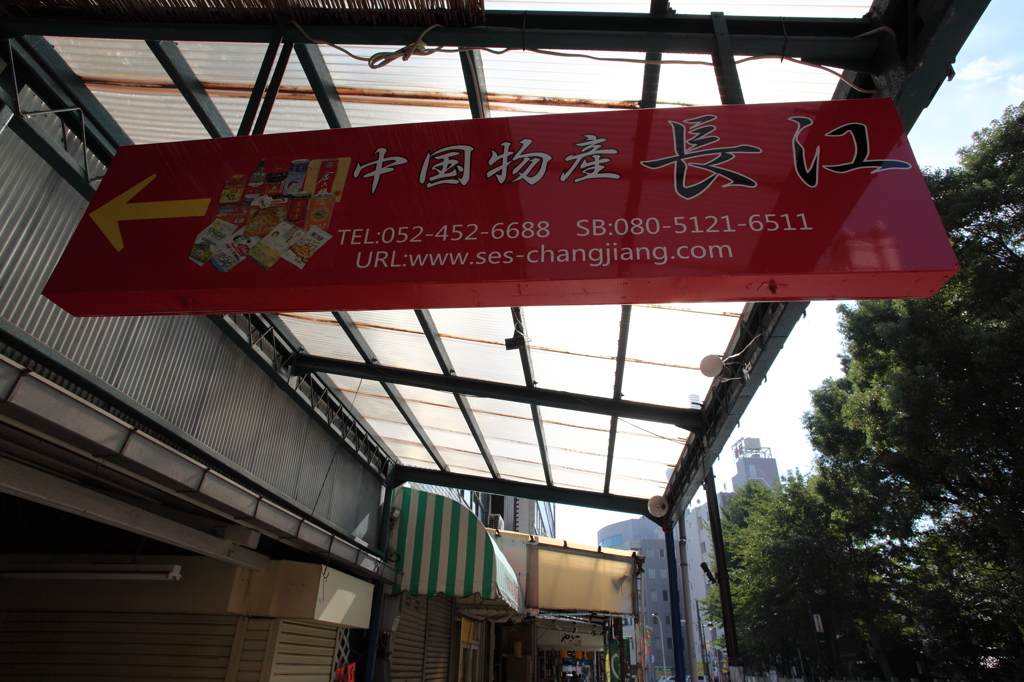 中国物産 長江
TEL:052-452-6688 SB:080-5121-6511
URL:www.ses-changjiang.com